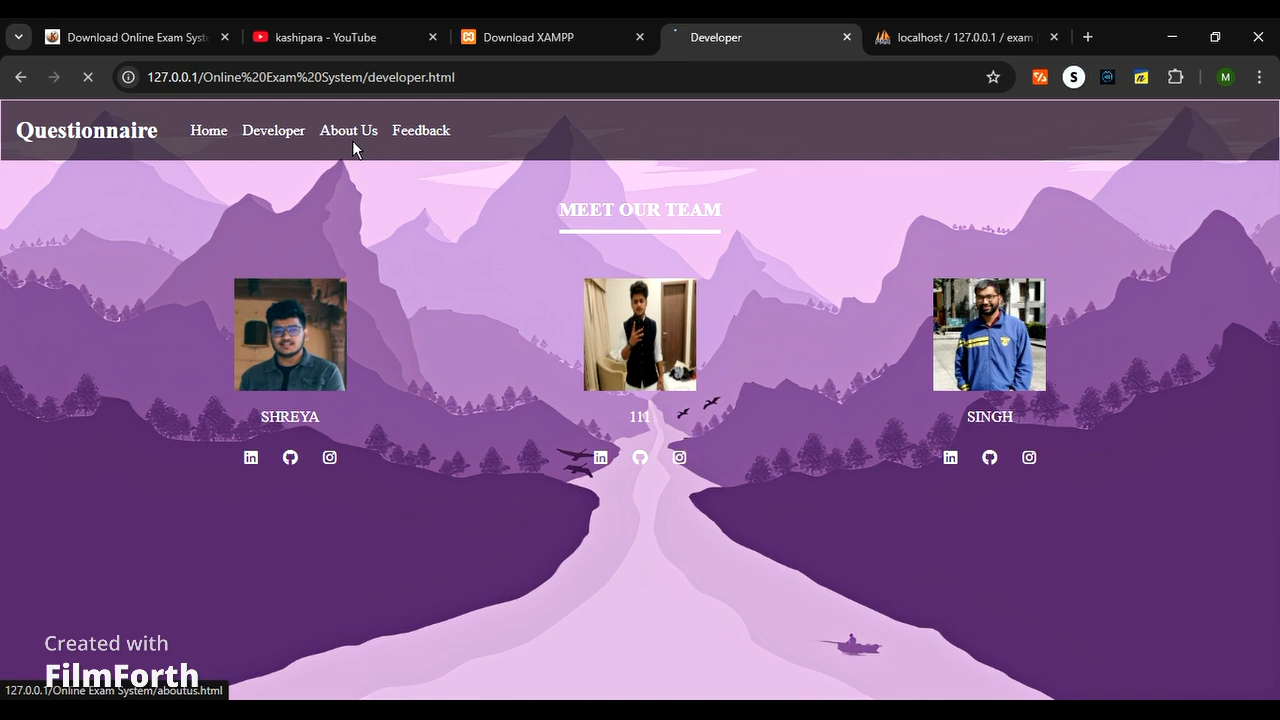 Download Online Exam Syst
kashipara - YouTube
Download XAMPP
Developer
localhost / 127.0.0.1 / exam
127.0.0.1/Online%20Exam%20System/developer.html
S
M
Questionnaire
Home
Developer
About Us
Feedback
MEET OUR TEAM
SHREYA
111
SINGH
Created with
FilmForth
127.0.0.1/Online Exam System/aboutus.html